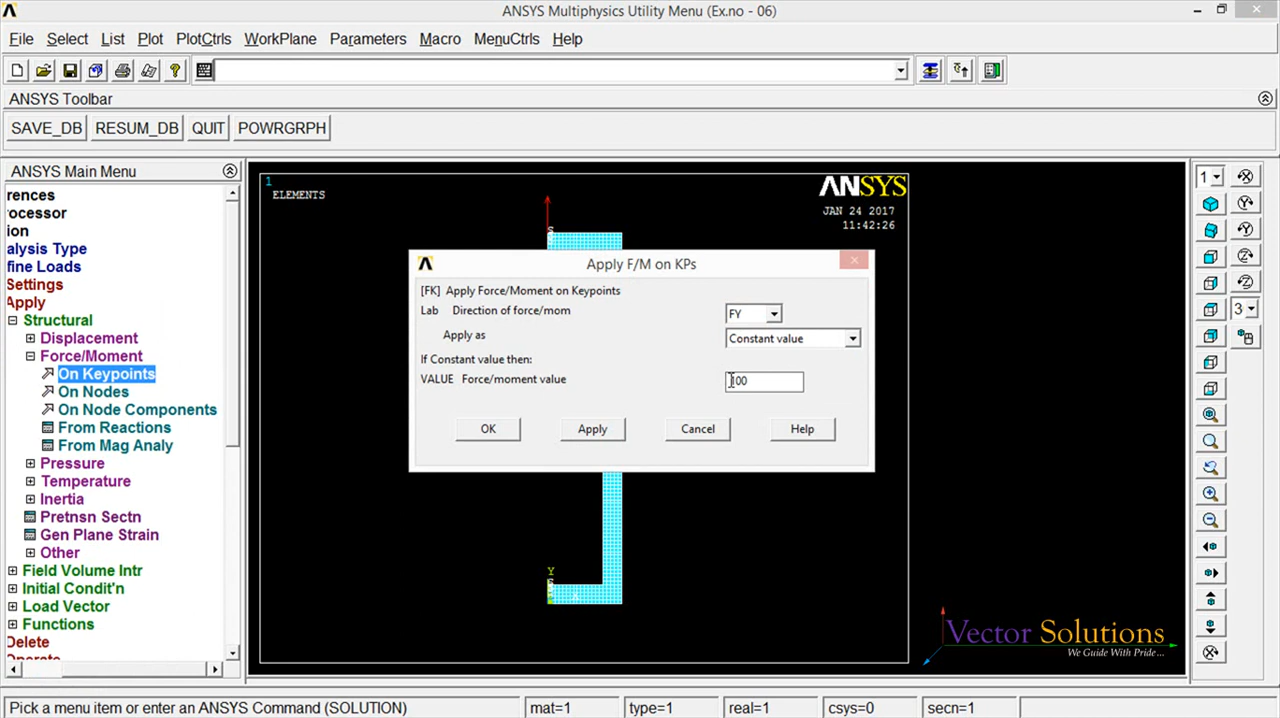 ANSYS Multiphysics Utility Menu (Ex.no - 06)
File Select List Plot PlotCtrls WorkPlane Parameters Macro MenuCtrls Help
ANSYS Toolbar
SAVE_DB RESUM_DB QUIT POWRGRPH
ANSYS Main Menu
rences
ocessor
ion
alysis Type
fine Loads
Settings
Apply
Structural
Displacement
Force/Moment
On Keypoints
On Nodes
On Node Components
From Reactions
From Mag Analy
Pressure
Temperature
Inertia
Pretnsn Sectn
Gen Plane Strain
Other
Field Volume Intr
Initial Condit'n
Load Vector
Functions
Delete
1
ELEMENTS
ANSYS
JAN 24 2017
11:42:26
Apply F/M on KPs
[FK] Apply Force/Moment on Keypoints
Lab Direction of force/mom FY
Apply as Constant value
If Constant value then:
VALUE Force/moment value
OK Apply Cancel Help
Y
1
3
Vector Solutions
We Guide With Pride...
Pick a menu item or enter an ANSYS Command (SOLUTION) mat=1 type=1 real=1 csys=0 secn=1